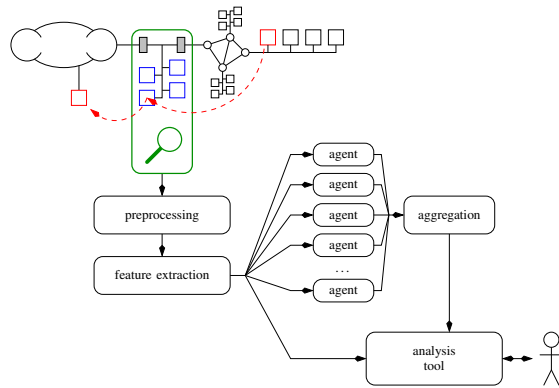 agent
agent
preprocessing
agent
aggregation
agent
feature extraction
...
agent
analysis
tool